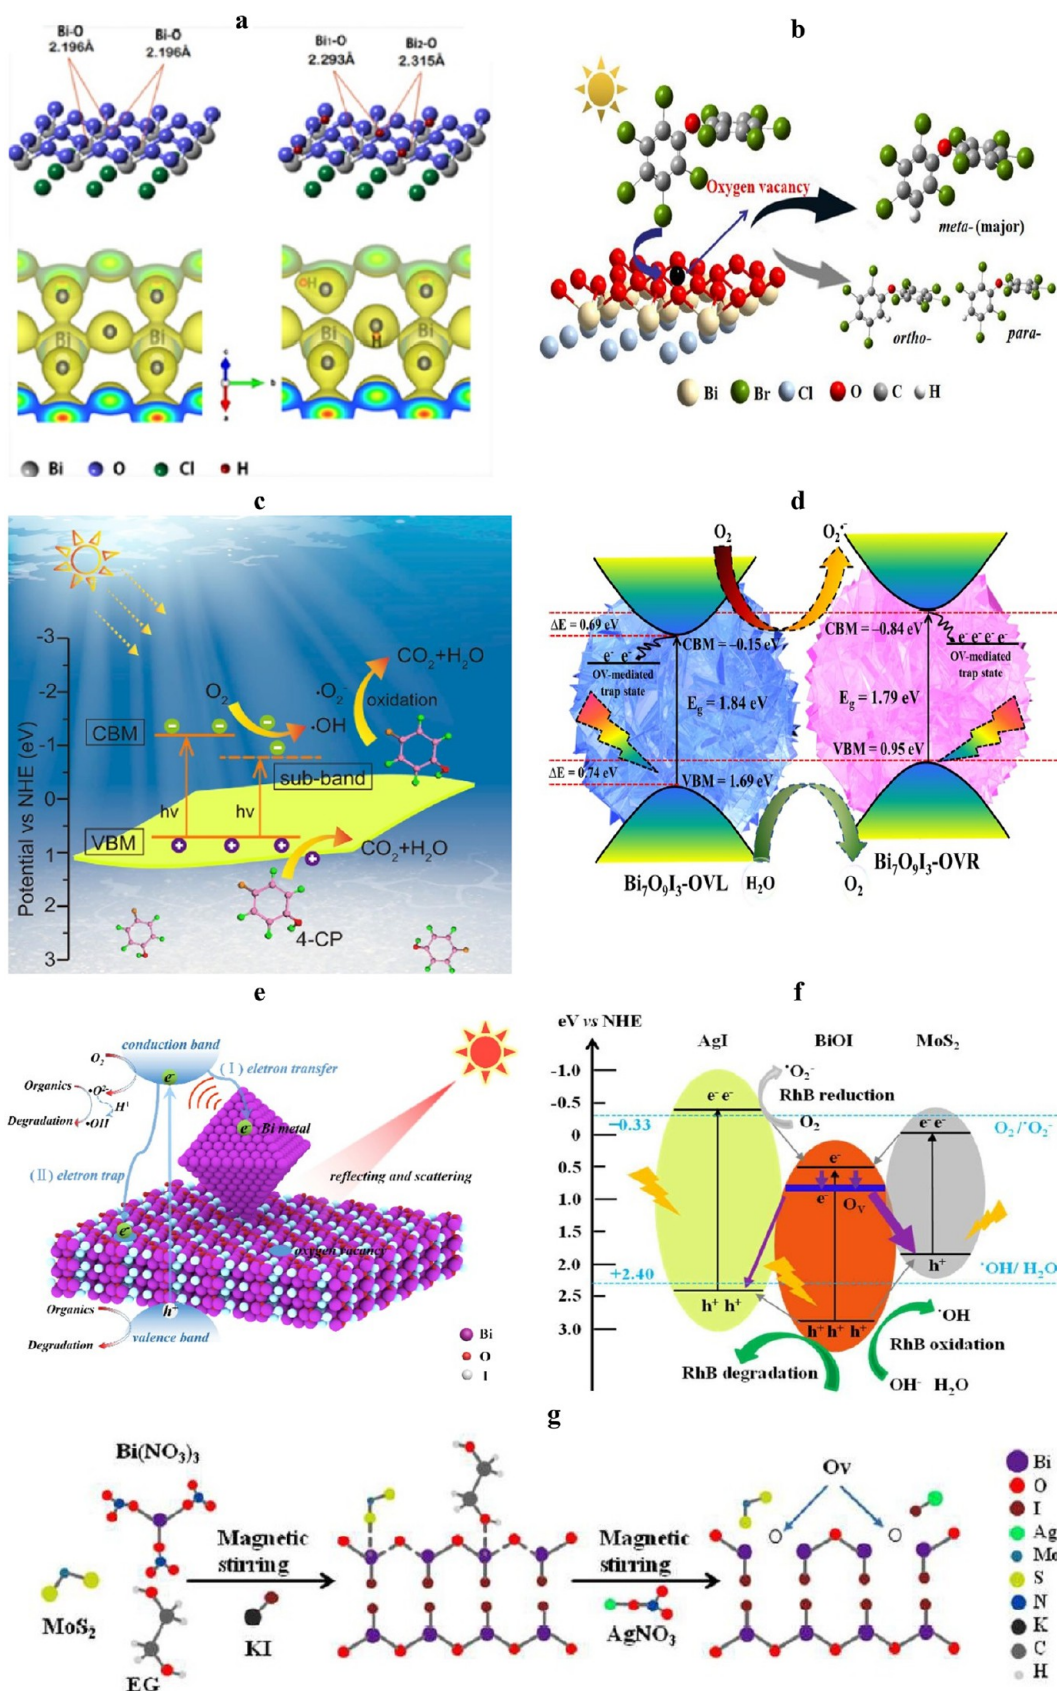 a
Bi-O
2.196Å
Bi-O
2.196Å
Bi1-O
2.293Å
Bi2-O
2.315Å
O
O
Bi
Bi
O
O
H
O
Bi
O
H
Bi
O
O
c
b
a
Bi
O
Cl
H
b
Oxygen vacancy
meta- (major)
ortho-
para-
Bi
Br
Cl
O
C
H
c
Potential vs NHE (eV)
-3
-2
-1
0
1
2
3
CBM
VBM
O2
·O2-
·OH
oxidation
CO2+H2O
sub-band
hv
hv
CO2+H2O
4-CP
d
O2
O2•-
ΔE = 0.69 eV
CBM = -0.15 eV
CBM = -0.84 eV
e- e-
OV-mediated
trap state
e- e- e- e-
OV-mediated
trap state
Eg = 1.84 eV
Eg = 1.79 eV
VBM = 0.95 eV
ΔE = 0.74 eV
VBM = 1.69 eV
Bi7O9I3-OVL
H2O
O2
Bi7O9I3-OVR
e
conduction band
O2
Organics
•O2-
Degradation
e-
(I) eletron transfer
e-
Bi metal
(II) eletron trap
reflecting and scattering
e-
oxygen vacancy
Organics
h+
Degradation
valence band
Bi
O
I
f
eV vs NHE
AgI
BiOI
MoS2
-1.0
-0.5
0
0.5
1.0
1.5
2.0
2.5
3.0
-0.33
+2.40
•O2-
RhB reduction
O2
O2/•O2-
e- e-
e-
e- e-
e-
OV
h+
•OH/ H2O
h+ h+
h+ h+ h+
•OH
RhB oxidation
RhB degradation
OH- H2O
g
Bi(NO3)3
MoS2
EG
Magnetic
stirring
KI
Magnetic
stirring
AgNO3
Ov
Bi
O
I
Ag
Mo
S
N
K
C
H